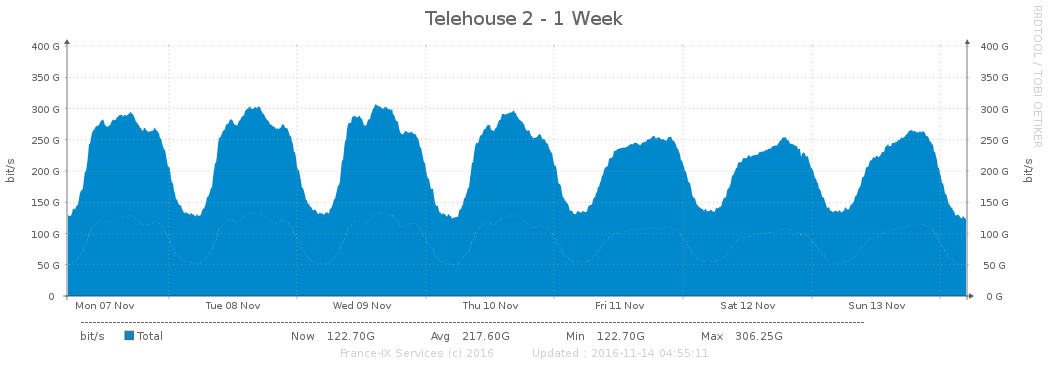 Telehouse 2 - 1 Week
RRDTOOL / TOBI OETIKER
400 G 400 G
350 G 350 G
300 G 300 G
250 G 250 G
200 G 200 G
150 G 150 G
100 G 100 G
50 G 50 G
0 0 G
bit/s bit/s
Mon 07 Nov Tue 08 Nov Wed 09 Nov Thu 10 Nov Fri 11 Nov Sat 12 Nov Sun 13 Nov
bit/s Total Now 122.70G Avg 217.60G Min 122.70G Max 306.25G
France-IX Services (c) 2016 Updated : 2016-11-14 04:55:11